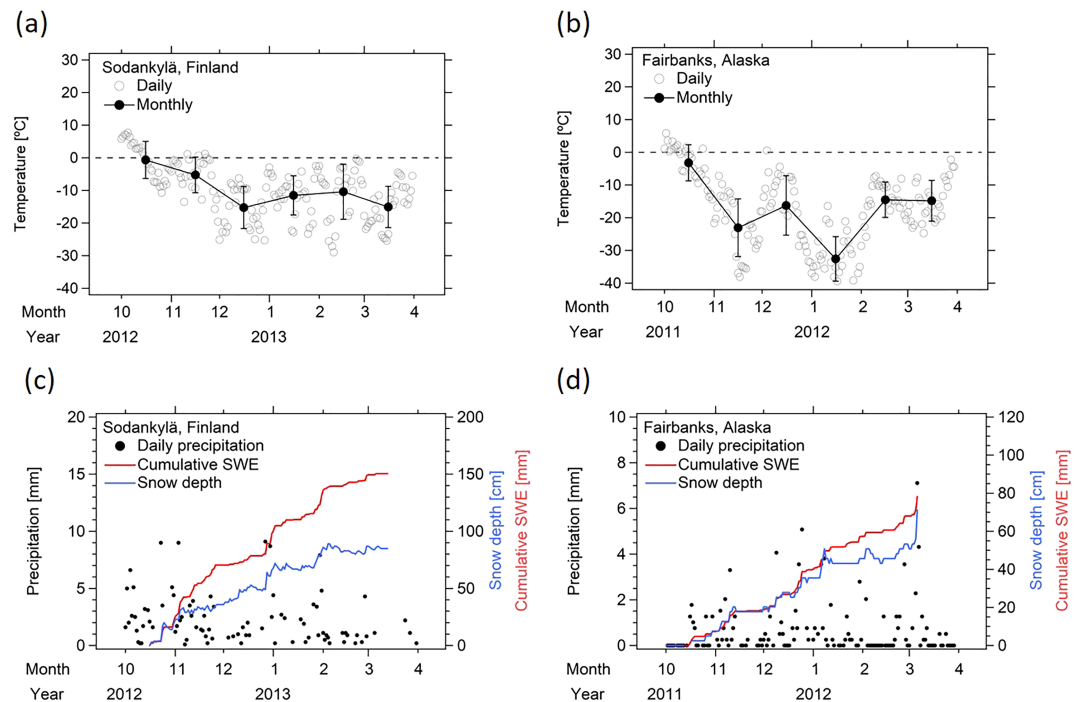 (a)
Sodankylä, Finland
Daily
Monthly
30
20
10
0
-10
-20
-30
-40
Temperature [ºC]
Month
10 11 12 1 2 3 4
Year
2012 2013
(b)
Fairbanks, Alaska
Daily
Monthly
30
20
10
0
-10
-20
-30
-40
Temperature [ºC]
Month
10 11 12 1 2 3 4
Year
2011 2012
(c)
Sodankylä, Finland
Daily precipitation
Cumulative SWE
Snow depth
20
15
10
5
0
Precipitation [mm]
200
150
100
50
0
Snow depth [cm]
Cumulative SWE [mm]
Month
10 11 12 1 2 3 4
Year
2012 2013
(d)
Fairbanks, Alaska
Daily precipitation
Cumulative SWE
Snow depth
10
8
6
4
2
0
Precipitation [mm]
120
100
80
60
40
20
0
Snow depth [cm]
Cumulative SWE [mm]
Month
10 11 12 1 2 3 4
Year
2011 2012